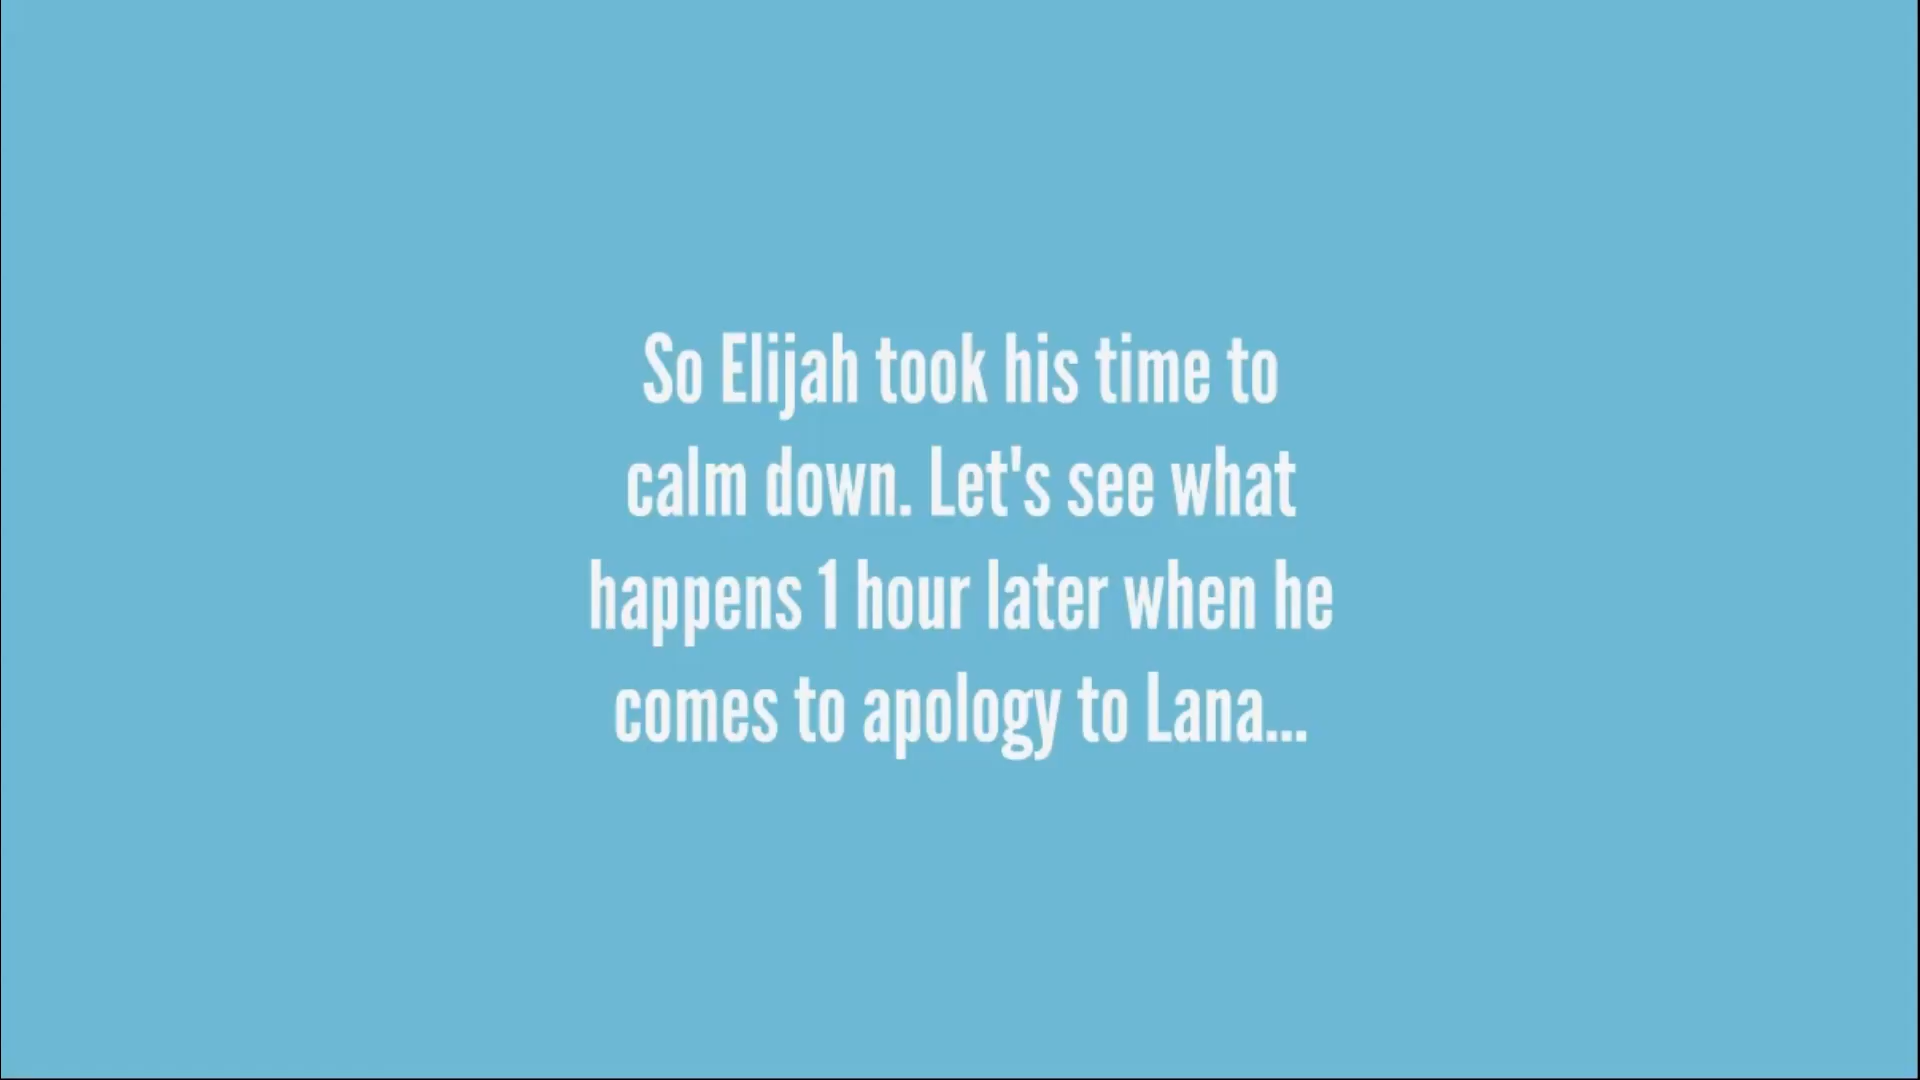 So Elijah took his time to
calm down. Let's see what
happens 1 hour later when he
comes to apology to Lana...